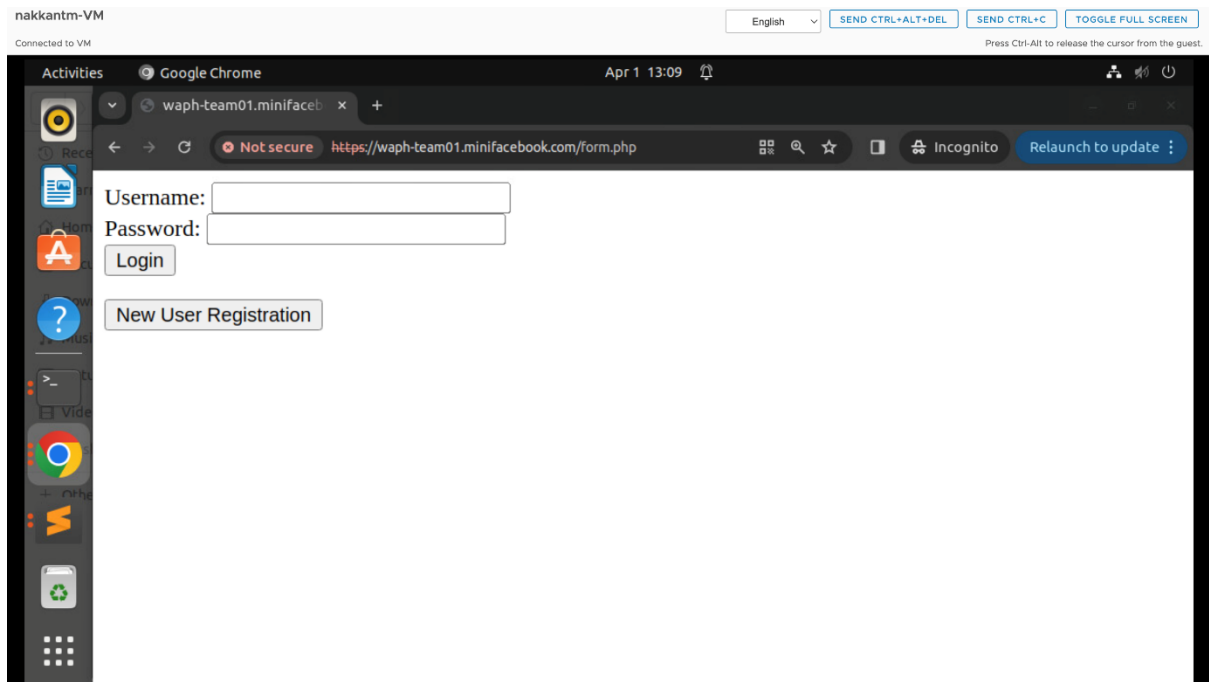 nakkantm-VM
English
SEND CTRL+ALT+DEL
SEND CTRL+C
TOGGLE FULL SCREEN
Connected to VM
Press Ctrl-Alt to release the cursor from the guest.
Activities
Google Chrome
Apr 1 13:09
waph-team01.minifaceb
Not secure
https://waph-team01.minifacebook.com/form.php
Incognito
Relaunch to update
Username:
Password:
Login
New User Registration